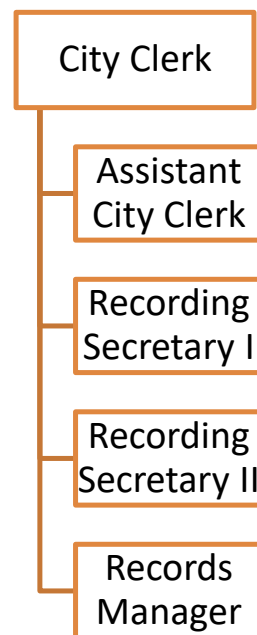 City Clerk
Assistant
City Clerk
Recording
Secretary I
Recording
Secretary II
Records
Manager